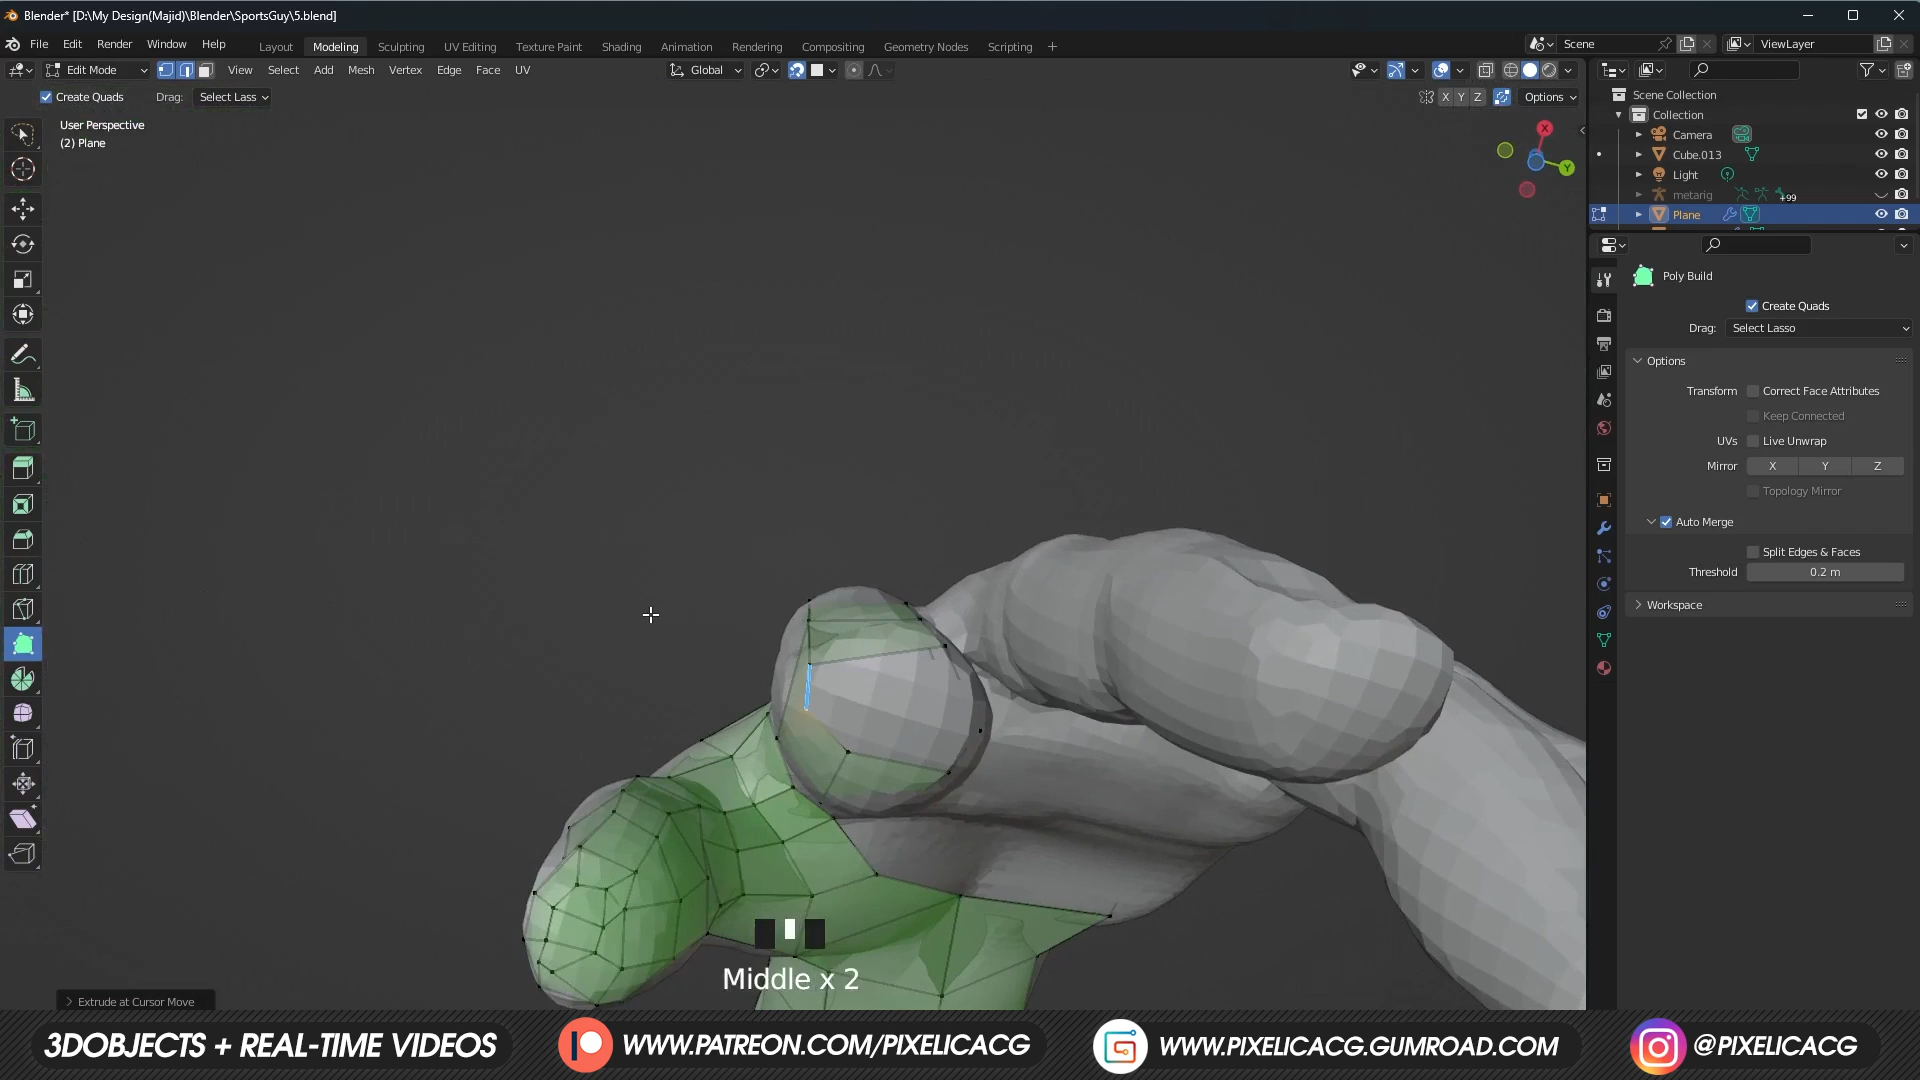 Blender* [D:\My Design(Majid)\Blender\SportsGuy\5.blend]
File Edit Render Window Help Layout Modeling Sculpting UV Editing Texture Paint Shading Animation Rendering Compositing Geometry Nodes Scripting + Scene ViewLayer
Edit Mode View Select Add Mesh Vertex Edge Face UV Global
Create Quads Drag: Select Lass X Y Z Options
User Perspective
(2) Plane
X
Y
Scene Collection
Collection
Camera
Cube.013
Light
metarig +99
Plane
Poly Build
Create Quads
Drag: Select Lasso
Options
Transform Correct Face Attributes
Keep Connected
UVs Live Unwrap
Mirror X Y Z
Topology Mirror
Auto Merge
Split Edges & Faces
Threshold 0.2 m
Workspace
Middle x 2
Extrude at Cursor Move
3DOBJECTS + REAL-TIME VIDEOS WWW.PATREON.COM/PIXELICACG WWW.PIXELICACG.GUMROAD.COM @PIXELICACG